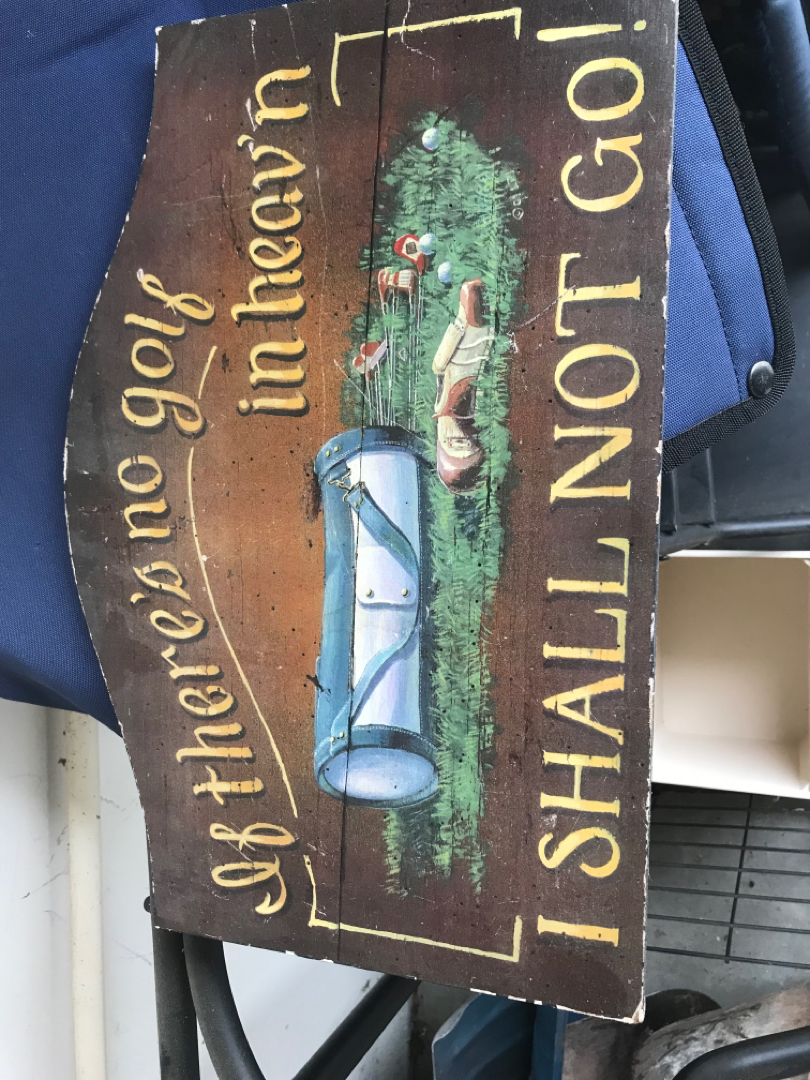 If there's no golf
in heav'n
I SHALL NOT GO!